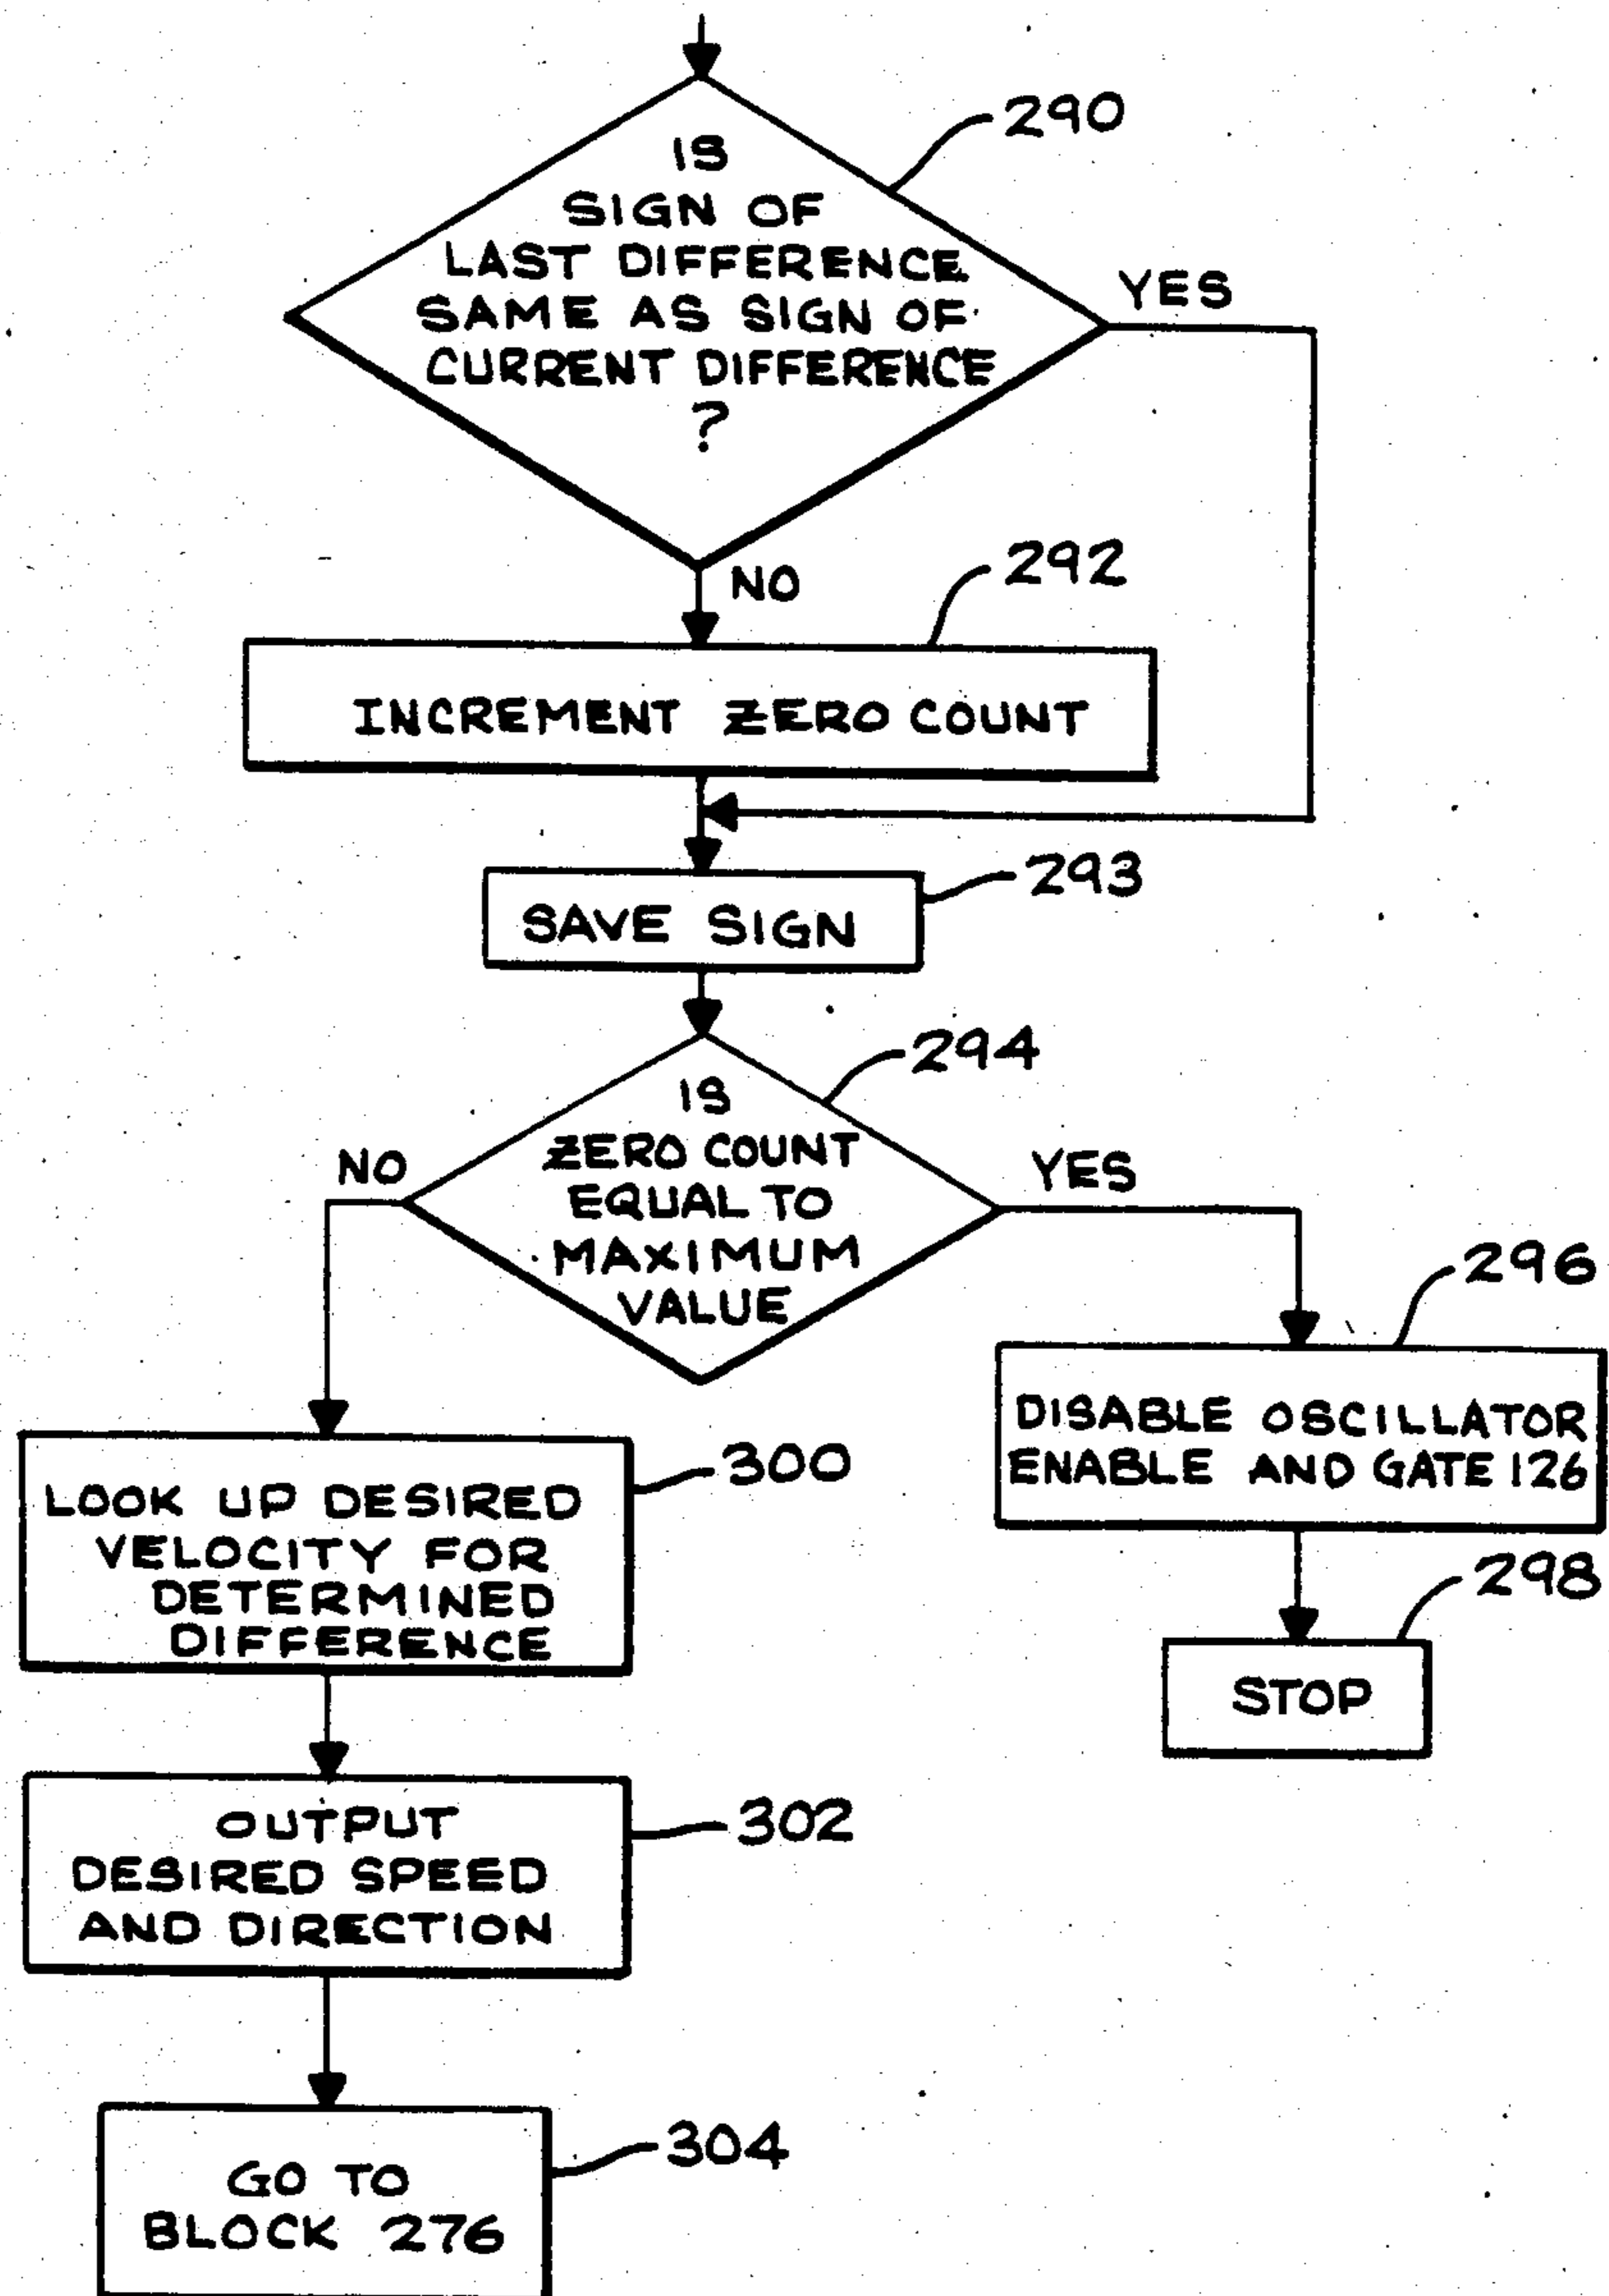 290
IS
SIGN OF
LAST DIFFERENCE
SAME AS SIGN OF
CURRENT DIFFERENCE
?
YES
NO
292
INCREMENT ZERO COUNT
293
SAVE SIGN
294
IS
ZERO COUNT
EQUAL TO
MAXIMUM
VALUE
NO
YES
296
DISABLE OSCILLATOR
ENABLE AND GATE 126
298
STOP
300
LOOK UP DESIRED
VELOCITY FOR
DETERMINED
DIFFERENCE
302
OUTPUT
DESIRED SPEED
AND DIRECTION
304
GO TO
BLOCK 276